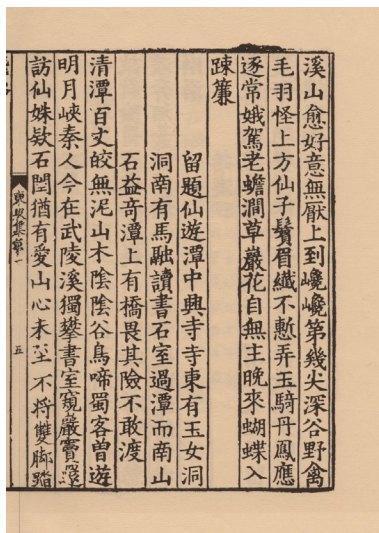 溪山愈好意無厭上到巉巉第幾尖深谷野禽
毛羽怪上方仙子鬢眉纖不慙弄玉騎丹鳳應
逐常娥駕老蟾澗草巖花自無主晚來蝴蝶入
踈簾
留題仙遊潭中興寺寺東有玉女洞
洞南有馬融讀書石室過潭而南山
石益奇潭上有橋畏其險不敢渡
清潭百丈皎無泥山木陰陰谷鳥啼蜀客曽遊
明月峽秦人今在武陵溪獨攀書室窺巖竇還
訪仙姝欵石閨猶有愛山心未至不將雙脚踏
東坡集第一
五